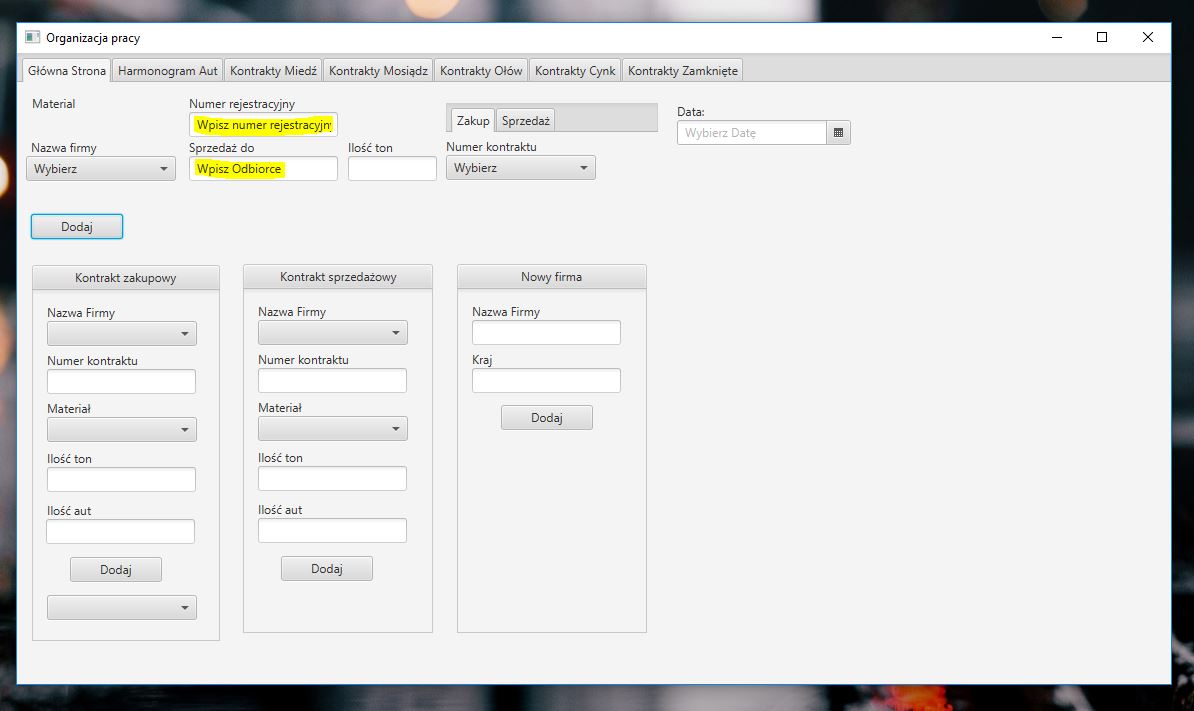 Organizacja pracy
Główna Strona Harmonogram Aut Kontrakty Miedź Kontrakty Mosiądz Kontrakty Ołów Kontrakty Cynk Kontrakty Zamknięte
Material
Numer rejestracyjny
Wpisz numer rejestracyjn
Zakup Sprzedaż
Data:
Wybierz Datę
Nazwa firmy
Wybierz
Sprzedaż do
Wpisz Odbiorce
Ilość ton
Numer kontraktu
Wybierz
Dodaj
Kontrakt zakupowy
Nazwa Firmy
Numer kontraktu
Materiał
Ilość ton
Ilość aut
Dodaj
Kontrakt sprzedażowy
Nazwa Firmy
Numer kontraktu
Materiał
Ilość ton
Ilość aut
Dodaj
Nowy firma
Nazwa Firmy
Kraj
Dodaj